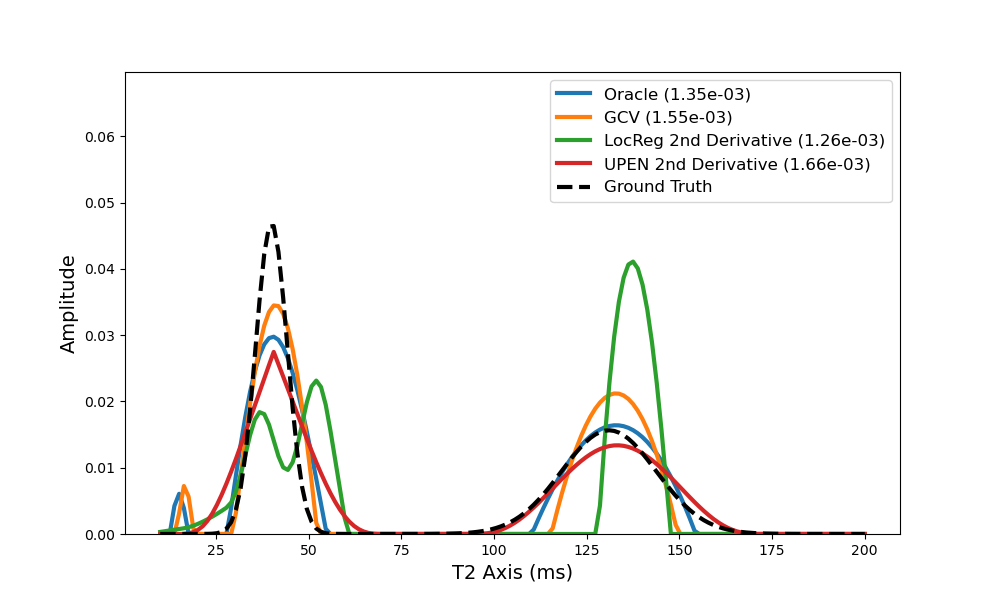 Oracle (1.35e-03)
GCV (1.55e-03)
LocReg 2nd Derivative (1.26e-03)
UPEN 2nd Derivative (1.66e-03)
Ground Truth
0.06
0.05
0.04
0.03
0.02
0.01
0.00
Amplitude
25 50 75 100 125 150 175 200
T2 Axis (ms)